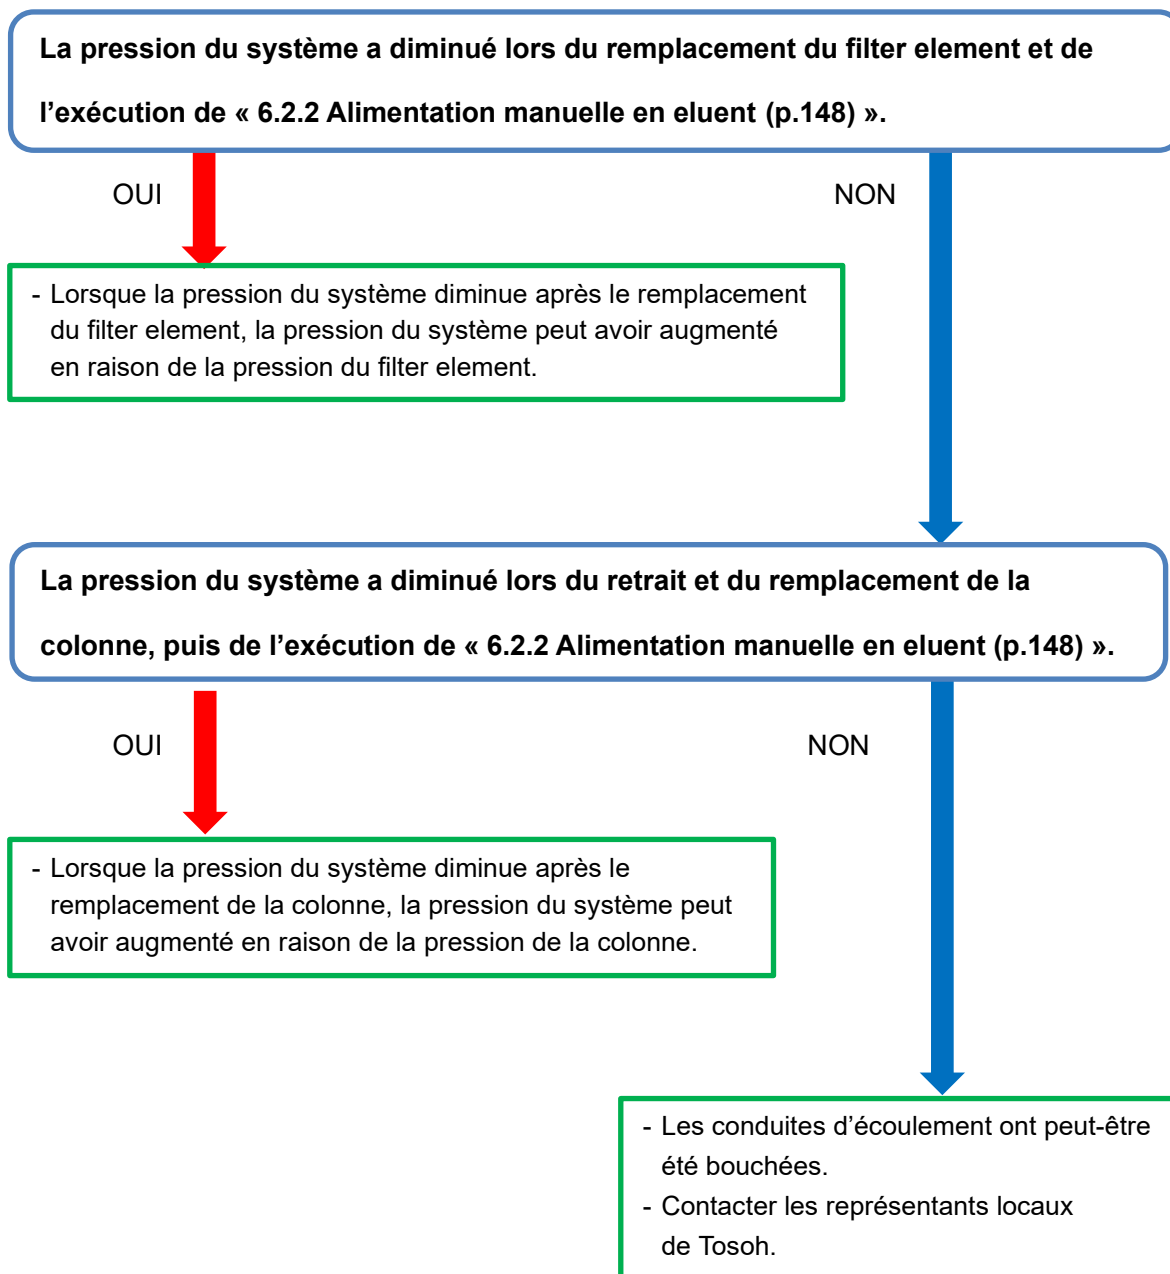 La pression du système a diminué lors du remplacement du filter element et de
l’exécution de « 6.2.2 Alimentation manuelle en eluent (p.148) ».
OUI
NON
- Lorsque la pression du système diminue après le remplacement
du filter element, la pression du système peut avoir augmenté
en raison de la pression du filter element.
La pression du système a diminué lors du retrait et du remplacement de la
colonne, puis de l’exécution de « 6.2.2 Alimentation manuelle en eluent (p.148) ».
OUI
NON
- Lorsque la pression du système diminue après le
remplacement de la colonne, la pression du système peut
avoir augmenté en raison de la pression de la colonne.
- Les conduites d’écoulement ont peut-être
été bouchées.
- Contacter les représentants locaux
de Tosoh.